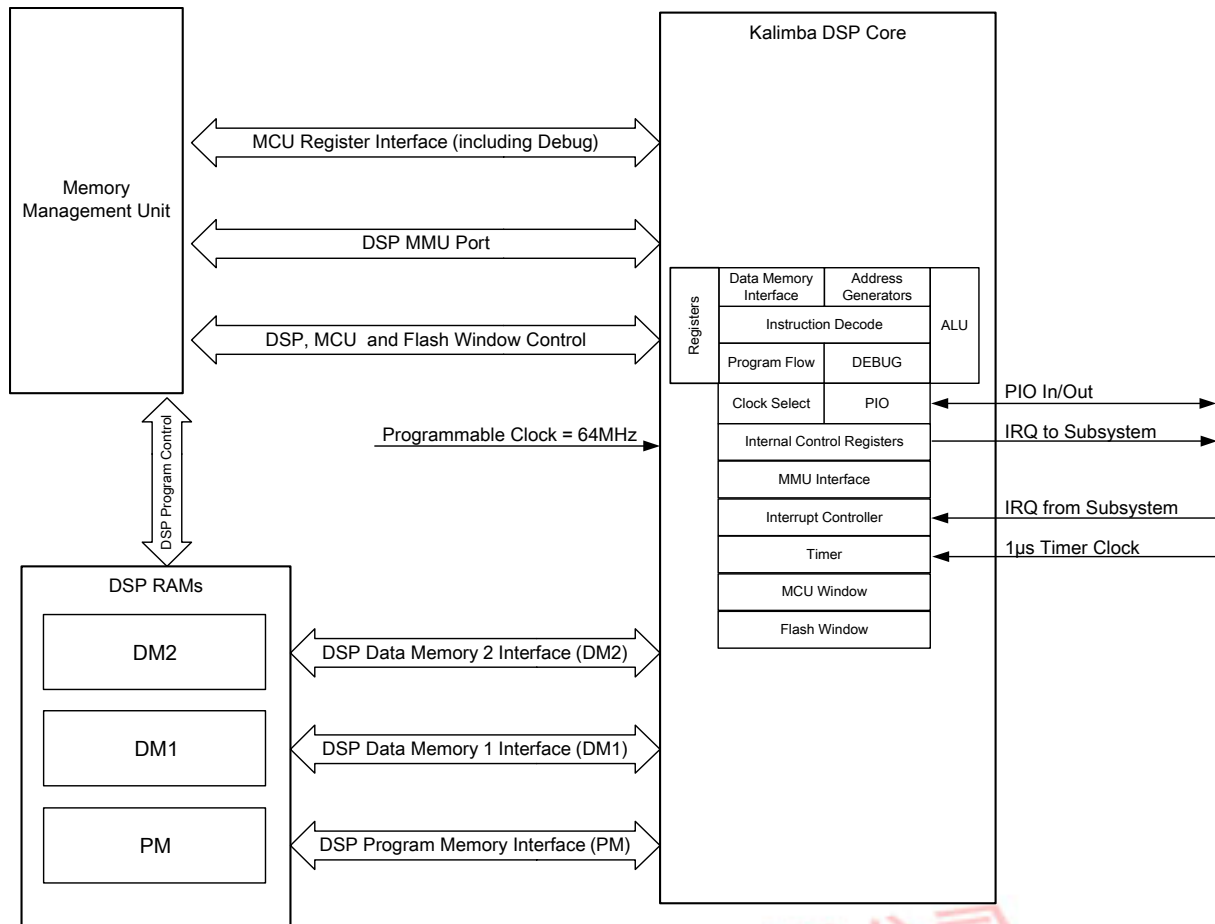 Kalimba DSP Core
Memory
Management Unit
MCU Register Interface (including Debug)
DSP MMU Port
DSP, MCU and Flash Window Control
Registers
Data Memory
Interface
Address
Generators
Instruction Decode
ALU
Program Flow
DEBUG
Clock Select
PIO
Internal Control Registers
MMU Interface
Interrupt Controller
Timer
MCU Window
Flash Window
PIO In/Out
IRQ to Subsystem
IRQ from Subsystem
1µs Timer Clock
Programmable Clock = 64MHz
DSP Program Control
DSP RAMs
DM2
DSP Data Memory 2 Interface (DM2)
DM1
DSP Data Memory 1 Interface (DM1)
PM
DSP Program Memory Interface (PM)